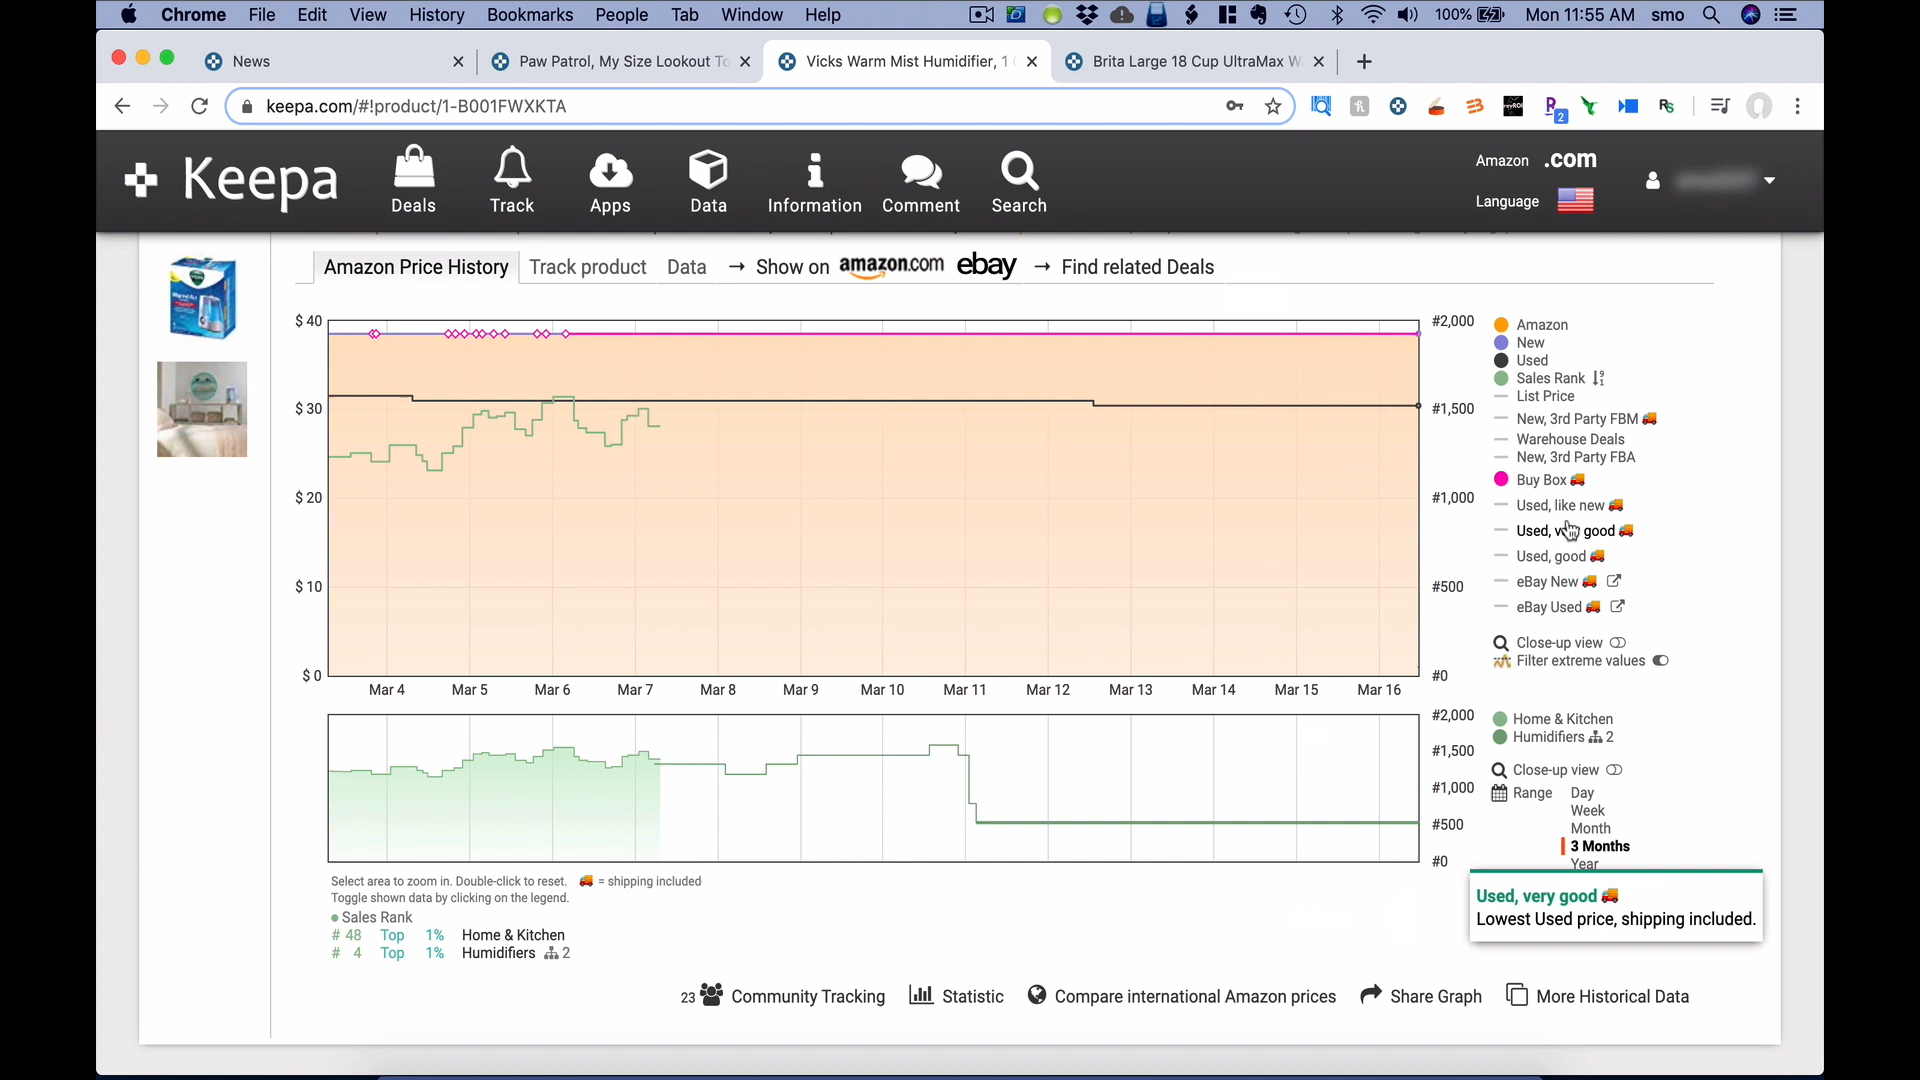 Chrome File Edit View History Bookmarks People Tab Window Help 100% Mon 11:55 AM smo
News
Paw Patrol, My Size Lookout To
Vicks Warm Mist Humidifier, 1
Brita Large 18 Cup UltraMax W
keepa.com/#!product/1-B001FWXKTA
2
Keepa
Deals Track Apps Data Information Comment Search
Amazon .com
Language
Amazon Price History Track product Data → Show on amazon.com ebay → Find related Deals
$ 40
$ 30
$ 20
$ 10
$ 0
#2,000
#1,500
#1,000
#500
#0
Mar 4 Mar 5 Mar 6 Mar 7 Mar 8 Mar 9 Mar 10 Mar 11 Mar 12 Mar 13 Mar 14 Mar 15 Mar 16
Amazon
New
Used
Sales Rank
List Price
New, 3rd Party FBM
Warehouse Deals
New, 3rd Party FBA
Buy Box
Used, like new
Used, very good
Used, good
eBay New
eBay Used
Close-up view
Filter extreme values
#2,000
#1,500
#1,000
#500
#0
Home & Kitchen
Humidifiers 2
Close-up view
Range Day
Week
Month
3 Months
Year
Used, very good
Lowest Used price, shipping included.
Select area to zoom in. Double-click to reset. = shipping included
Toggle shown data by clicking on the legend.
Sales Rank
# 48 Top 1% Home & Kitchen
# 4 Top 1% Humidifiers 2
23 Community Tracking Statistic Compare international Amazon prices Share Graph More Historical Data